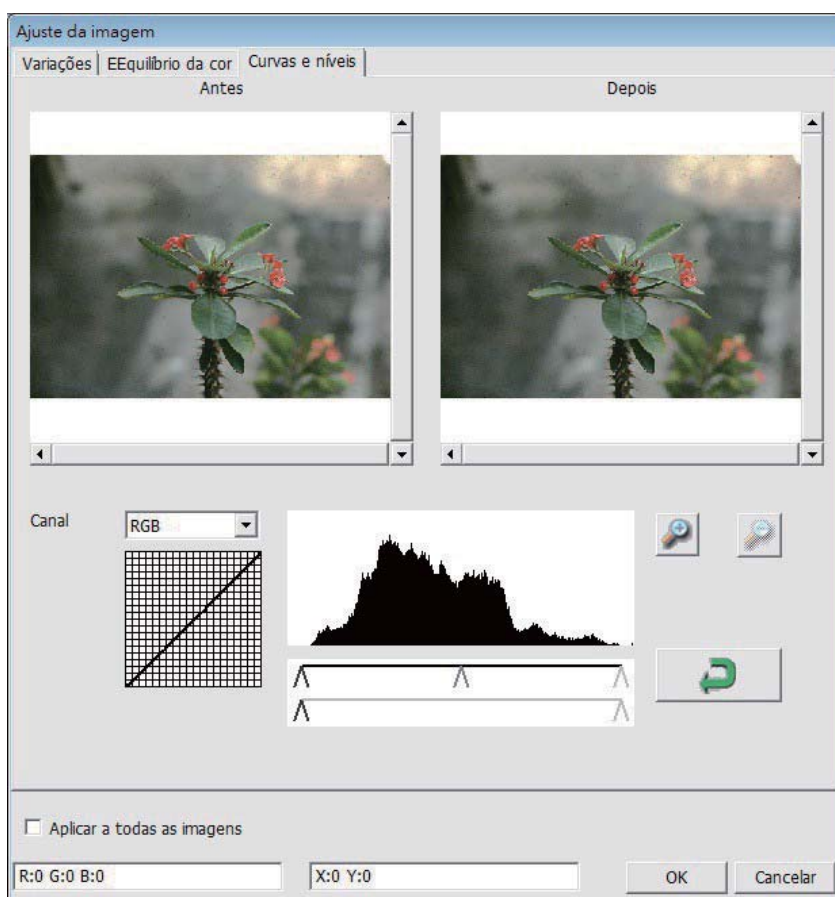 Ajuste da imagem
Variações EEquilíbrio da cor Curvas e níveis
Antes Depois
Canal RGB
Aplicar a todas as imagens
R:0 G:0 B:0 X:0 Y:0 OK Cancelar